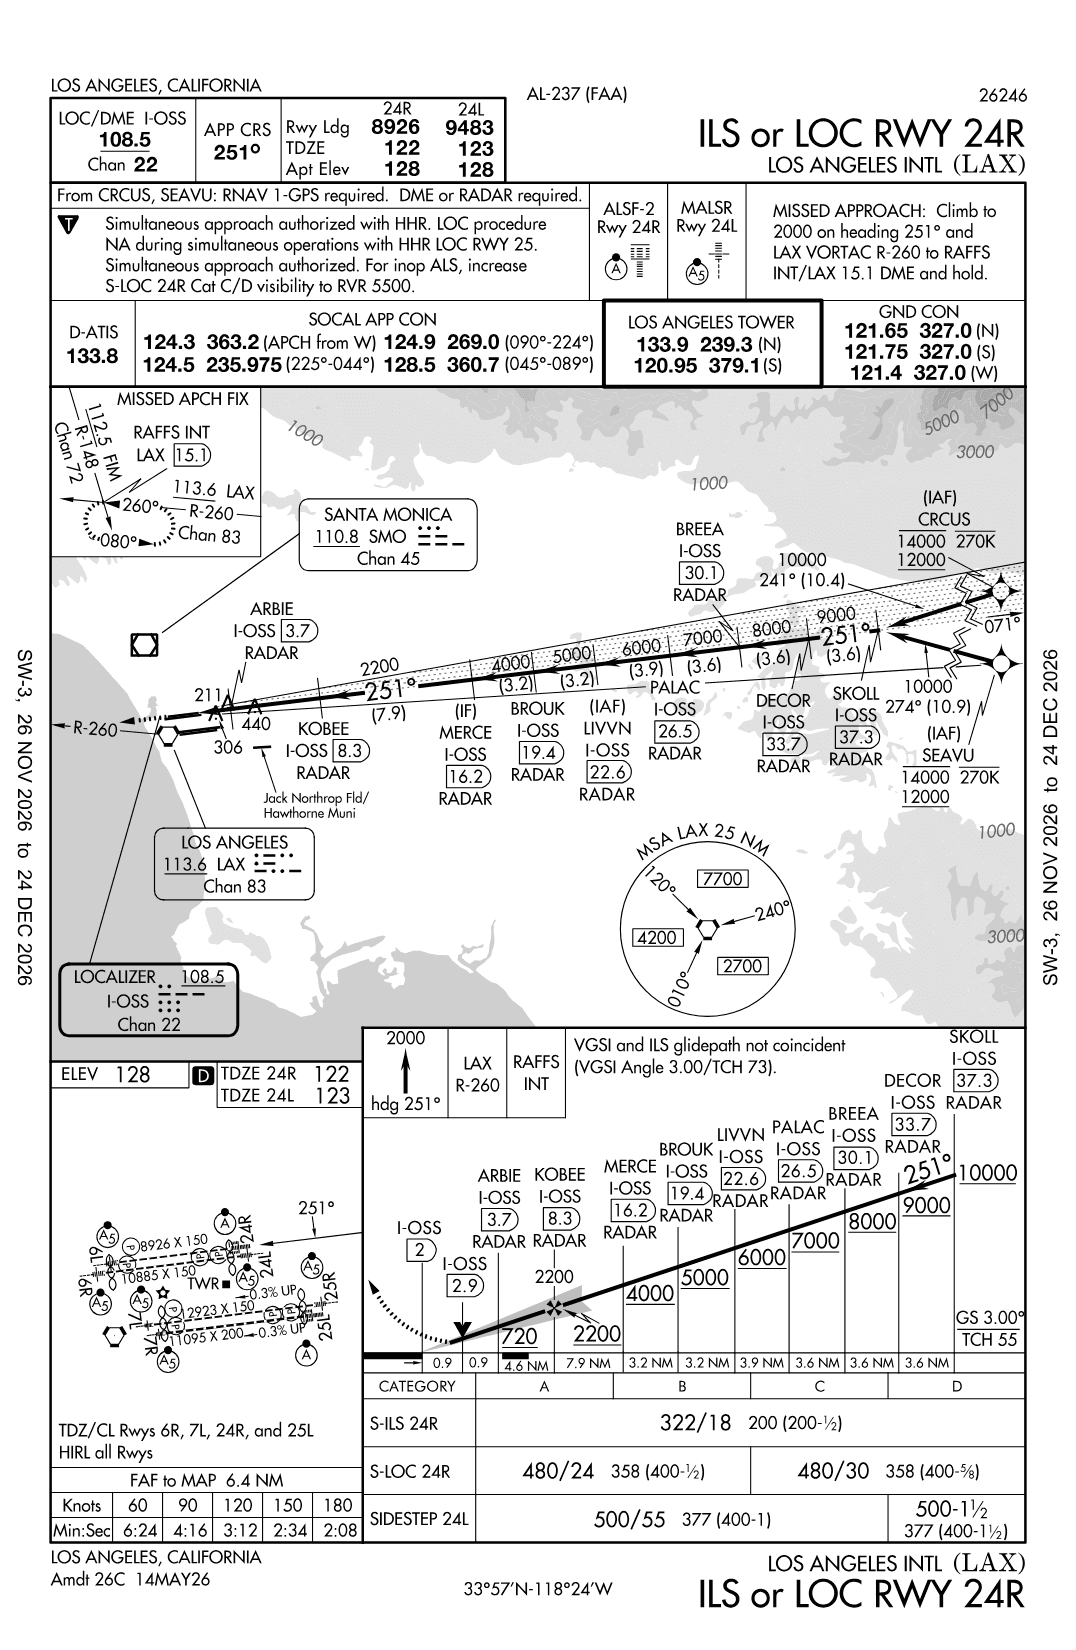 LOS ANGELES, CALIFORNIA
AL-237 (FAA)
26246
LOC/DME I-OSS
108.5
Chan 22
APP CRS
251°
24R 24L
Rwy Ldg 8926 9483
TDZE 122 123
Apt Elev 128 128
ILS or LOC RWY 24R
LOS ANGELES INTL (LAX)
From CRCUS, SEAVU: RNAV 1-GPS required. DME or RADAR required.
T
Simultaneous approach authorized with HHR. LOC procedure
NA during simultaneous operations with HHR LOC RWY 25.
Simultaneous approach authorized. For inop ALS, increase
S-LOC 24R Cat C/D visibility to RVR 5500.
ALSF-2
Rwy 24R
A
MALSR
Rwy 24L
A5
MISSED APPROACH: Climb to
2000 on heading 251° and
LAX VORTAC R-260 to RAFFS
INT/LAX 15.1 DME and hold.
D-ATIS
133.8
SOCAL APP CON
124.3 363.2 (APCH from W) 124.9 269.0 (090°-224°)
124.5 235.975 (225°-044°) 128.5 360.7 (045°-089°)
LOS ANGELES TOWER
133.9 239.3 (N)
120.95 379.1 (S)
GND CON
121.65 327.0 (N)
121.75 327.0 (S)
121.4 327.0 (W)
MISSED APCH FIX
112.5 FIM
R-148
Chan 72
RAFFS INT
LAX 15.1
113.6 LAX
R-260
Chan 83
260°
080°
1000
5000
7000
3000
1000
SANTA MONICA
110.8 SMO
Chan 45
(IAF)
CRCUS
14000 270K
12000
BREEA
I-OSS
30.1
RADAR
10000
241° (10.4)
071°
ARBIE
I-OSS 3.7
RADAR
2200
251°
(7.9)
4000
(3.2)
5000
(3.2)
6000
(3.9)
7000
(3.6)
8000
(3.6)
9000
251°
(3.6)
10000
274° (10.9)
(IAF)
SEAVU
14000 270K
12000
R-260
211
440
306
KOBEE
I-OSS 8.3
RADAR
(IF)
MERCE
I-OSS
16.2
RADAR
BROUK
I-OSS
19.4
RADAR
(IAF)
LIVVN
I-OSS
22.6
RADAR
PALAC
I-OSS
26.5
RADAR
DECOR
I-OSS
33.7
RADAR
SKOLL
I-OSS
37.3
RADAR
Jack Northrop Fld/
Hawthorne Muni
LOS ANGELES
113.6 LAX
Chan 83
LOCALIZER 108.5
I-OSS
Chan 22
MSA LAX 25 NM
120°
7700
240°
4200
2700
010°
1000
3000
SW-3, 26 NOV 2026 to 24 DEC 2026
SW-3, 26 NOV 2026 to 24 DEC 2026
ELEV 128
D
TDZE 24R 122
TDZE 24L 123
251°
A5
A
19
6R
8926 X 150
P
P
P
10885 X 150
24R
24L
TWR
A5
A5
A5
A5
0.3% UP
7L
7R
12923 X 150
11095 X 200
0.3% UP
25R
25L
A5
A
TDZ/CL Rwys 6R, 7L, 24R, and 25L
HIRL all Rwys
FAF to MAP 6.4 NM
Knots 60 90 120 150 180
Min:Sec 6:24 4:16 3:12 2:34 2:08
2000
hdg 251°
LAX
R-260
RAFFS
INT
VGSI and ILS glidepath not coincident
(VGSI Angle 3.00/TCH 73).
I-OSS
2
I-OSS
2.9
ARBIE
I-OSS
3.7
RADAR
KOBEE
I-OSS
8.3
RADAR
MERCE
I-OSS
16.2
RADAR
BROUK
I-OSS
19.4
RADAR
LIVVN
I-OSS
22.6
RADAR
PALAC
I-OSS
26.5
RADAR
BREEA
I-OSS
30.1
RADAR
DECOR
I-OSS
33.7
RADAR
SKOLL
I-OSS
37.3
RADAR
251°
10000
9000
8000
7000
6000
5000
4000
2200
2200
720
GS 3.00°
TCH 55
0.9 0.9 4.6 NM 7.9 NM 3.2 NM 3.2 NM 3.9 NM 3.6 NM 3.6 NM 3.6 NM
CATEGORY A B C D
S-ILS 24R 322/18 200 (200-½)
S-LOC 24R 480/24 358 (400-½) 480/30 358 (400-⅝)
SIDESTEP 24L 500/55 377 (400-1) 500-1½ 377 (400-1½)
LOS ANGELES, CALIFORNIA
Amdt 26C 14MAY26
33°57'N-118°24'W
LOS ANGELES INTL (LAX)
ILS or LOC RWY 24R